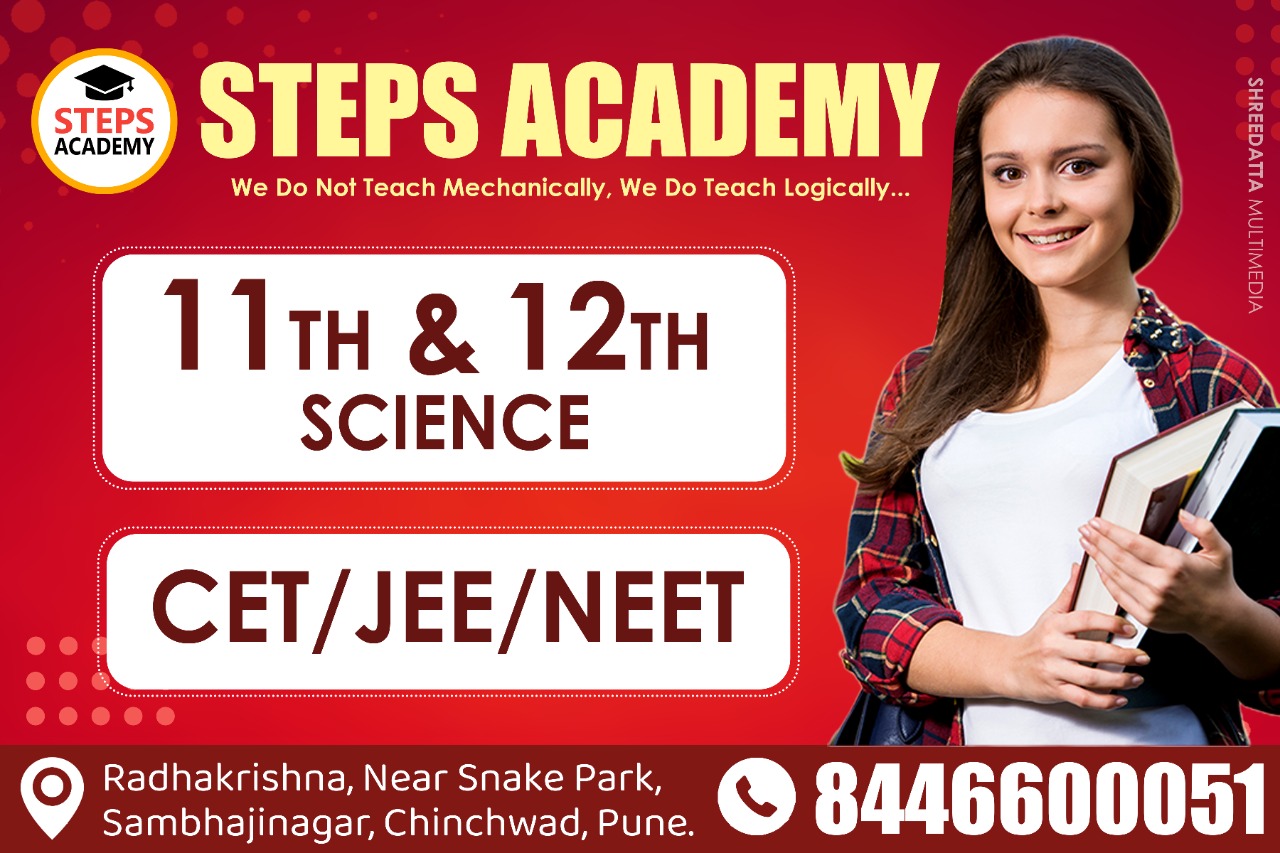 STEPS
ACADEMY
STEPS ACADEMY
We Do Not Teach Mechanically, We Do Teach Logically...
11TH & 12TH
SCIENCE
CET/JEE/NEET
Radhakrishna, Near Snake Park,
Sambhajinagar, Chinchwad, Pune.
8446600051
SHREEDATTA MULTIMEDIA